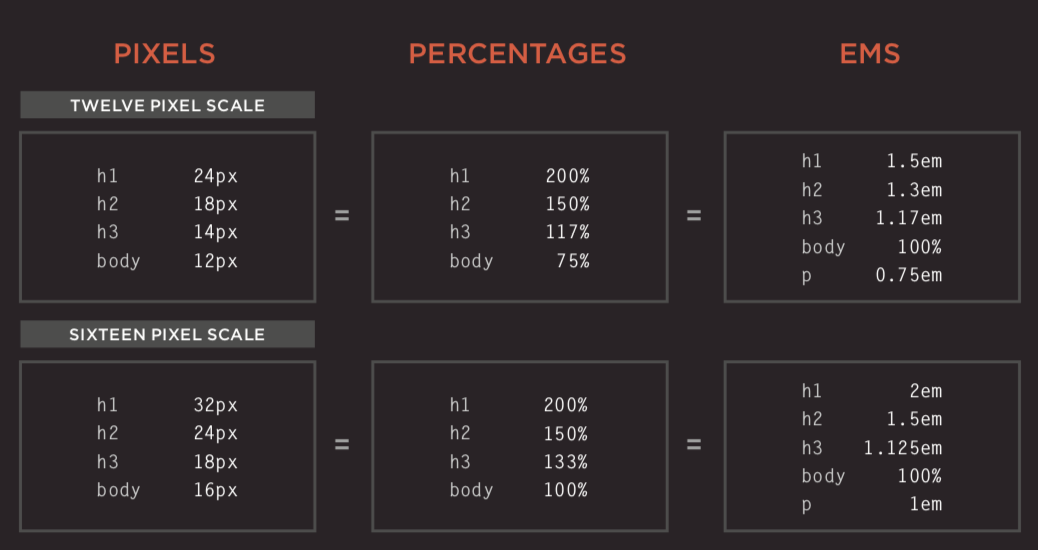 PIXELS PERCENTAGES EMS
TWELVE PIXEL SCALE
h1 24px
h2 18px
h3 14px
body 12px
=
h1 200%
h2 150%
h3 117%
body 75%
=
h1 1.5em
h2 1.3em
h3 1.17em
body 100%
p 0.75em
SIXTEEN PIXEL SCALE
h1 32px
h2 24px
h3 18px
body 16px
=
h1 200%
h2 150%
h3 133%
body 100%
=
h1 2em
h2 1.5em
h3 1.125em
body 100%
p 1em